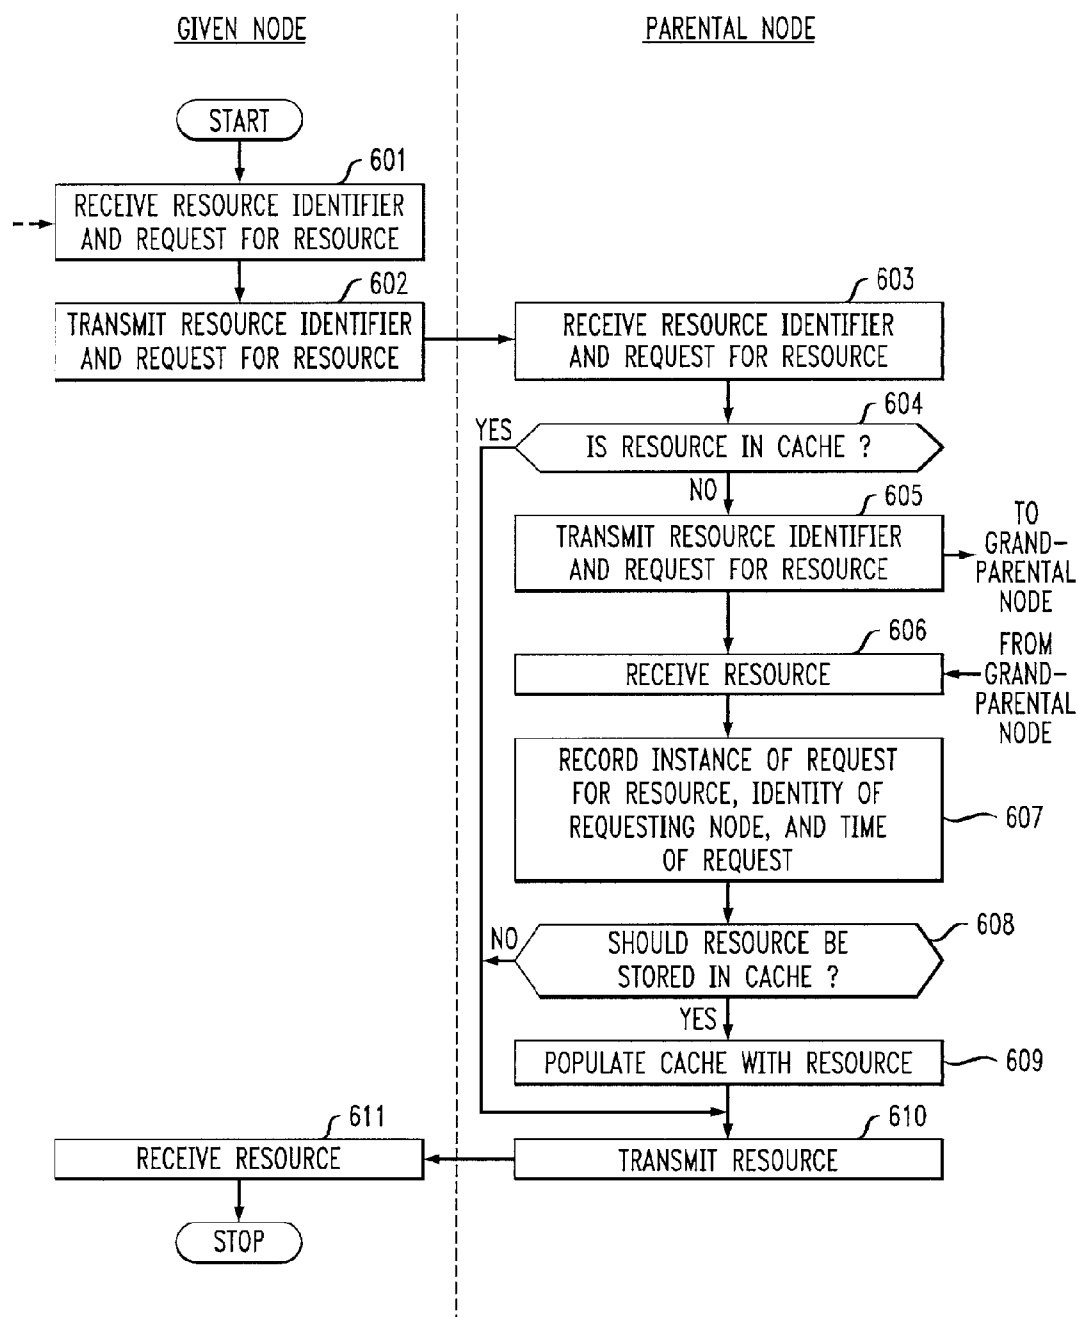 GIVEN NODE
PARENTAL NODE
START
601
RECEIVE RESOURCE IDENTIFIER
AND REQUEST FOR RESOURCE
602
TRANSMIT RESOURCE IDENTIFIER
AND REQUEST FOR RESOURCE
603
RECEIVE RESOURCE IDENTIFIER
AND REQUEST FOR RESOURCE
604
YES
IS RESOURCE IN CACHE ?
NO
605
TRANSMIT RESOURCE IDENTIFIER
AND REQUEST FOR RESOURCE
TO
GRAND-
PARENTAL
NODE
606
RECEIVE RESOURCE
FROM
GRAND-
PARENTAL
NODE
RECORD INSTANCE OF REQUEST
FOR RESOURCE, IDENTITY OF
REQUESTING NODE, AND TIME
OF REQUEST
607
608
NO
SHOULD RESOURCE BE
STORED IN CACHE ?
YES
POPULATE CACHE WITH RESOURCE
609
611
RECEIVE RESOURCE
610
TRANSMIT RESOURCE
STOP